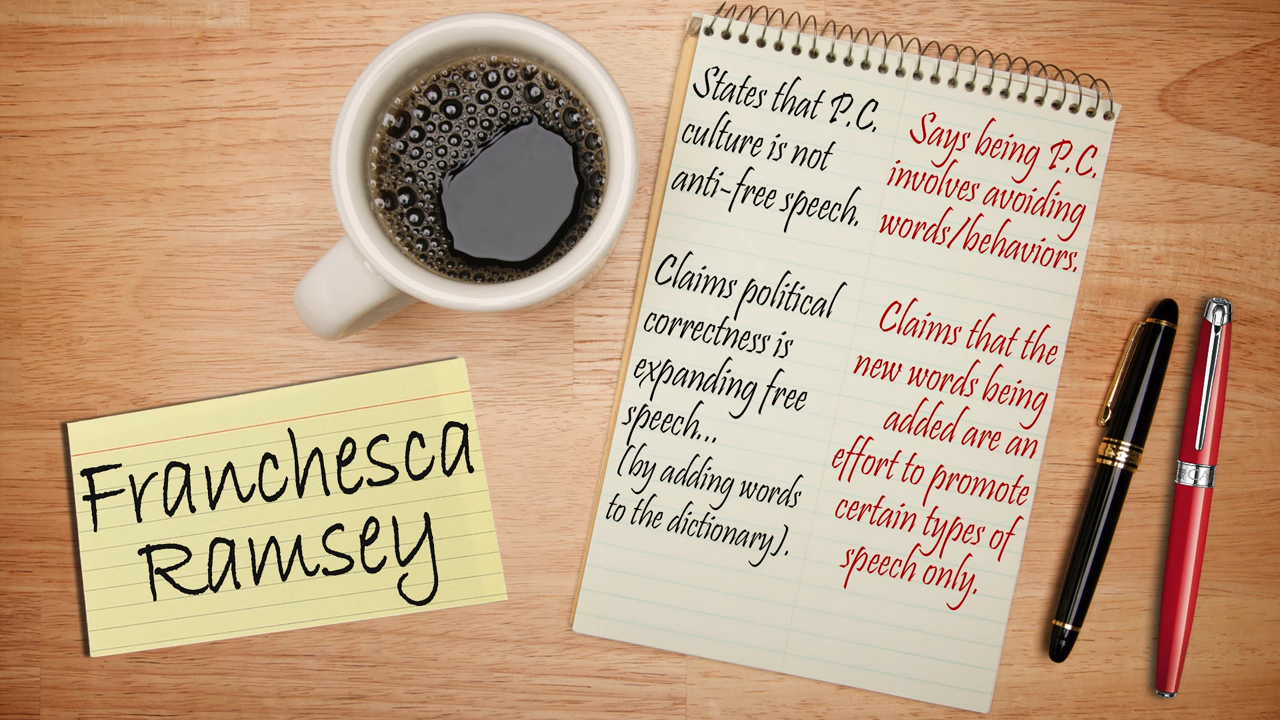 Franchesca
Ramsey
States that P.C.
culture is not
anti-free speech.
Claims political
correctness is
expanding free
speech...
(by adding words
to the dictionary).
Says being P.C.
involves avoiding
words/behaviors.
Claims that the
new words being
added are an
effort to promote
certain types of
speech only.